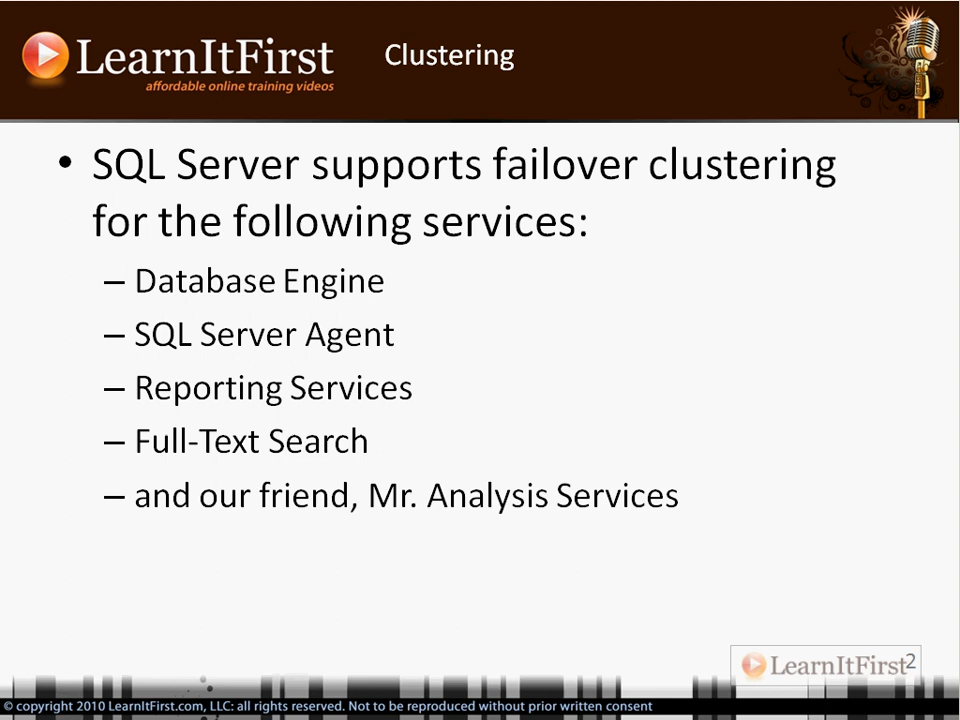 LearnItFirst
affordable online training videos
Clustering
• SQL Server supports failover clustering
for the following services:
– Database Engine
– SQL Server Agent
– Reporting Services
– Full-Text Search
– and our friend, Mr. Analysis Services
LearnItFirst
2
© copyright 2010 LearnItFirst.com, LLC: all rights reserved. Not to be reproduced without prior written consent